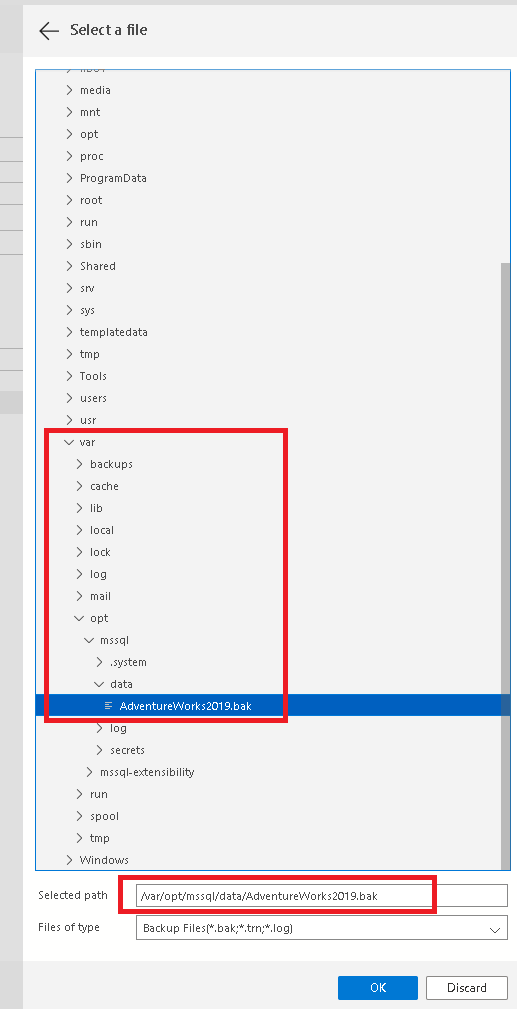 Select a file
media
mnt
opt
proc
ProgramData
root
run
sbin
Shared
srv
sys
templatedata
tmp
Tools
users
usr
var
backups
cache
lib
local
lock
log
mail
opt
mssql
.system
data
AdventureWorks2019.bak
log
secrets
mssql-extensibility
run
spool
tmp
Windows
Selected path /var/opt/mssql/data/AdventureWorks2019.bak
Files of type Backup Files(*.bak;*.trn;*.log)
OK Discard